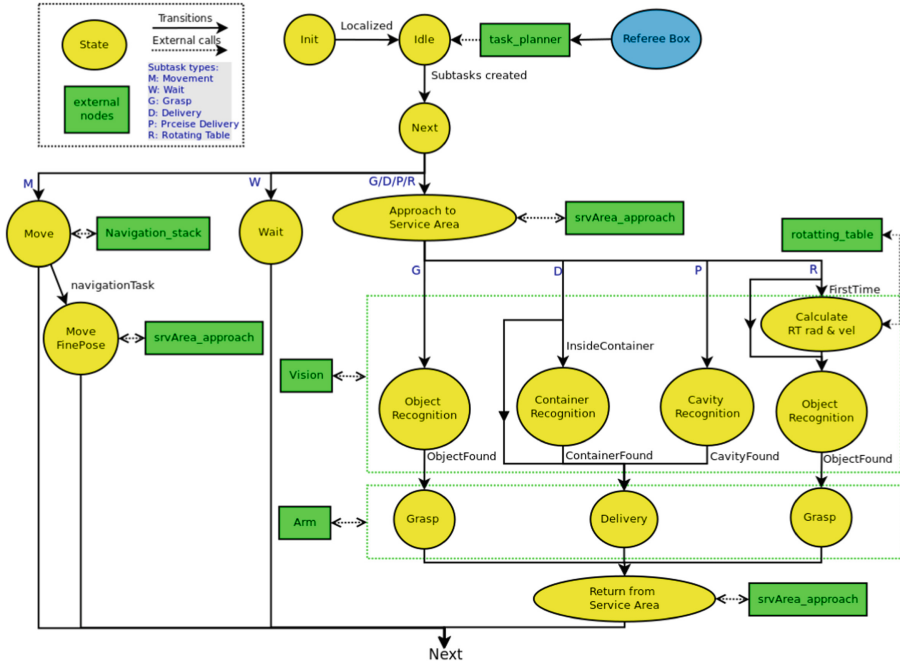 Transitions
State
External calls
external
nodes
Subtask types:
M: Movement
W: Wait
G: Grasp
D: Delivery
P: Prceise Delivery
R: Rotating Table
Init
Localized
Idle
task_planner
Referee Box
Subtasks created
Next
M
W
G/D/P/R
Move
Navigation_stack
Wait
Approach to
Service Area
srvArea_approach
rotatting_table
navigationTask
G
D
P
R
FirstTime
Move
FinePose
srvArea_approach
Calculate
RT rad & vel
InsideContainer
Vision
Object
Recognition
Container
Recognition
Cavity
Recognition
Object
Recognition
ObjectFound
ContainerFound
CavityFound
ObjectFound
Arm
Grasp
Delivery
Grasp
Return from
Service Area
srvArea_approach
Next